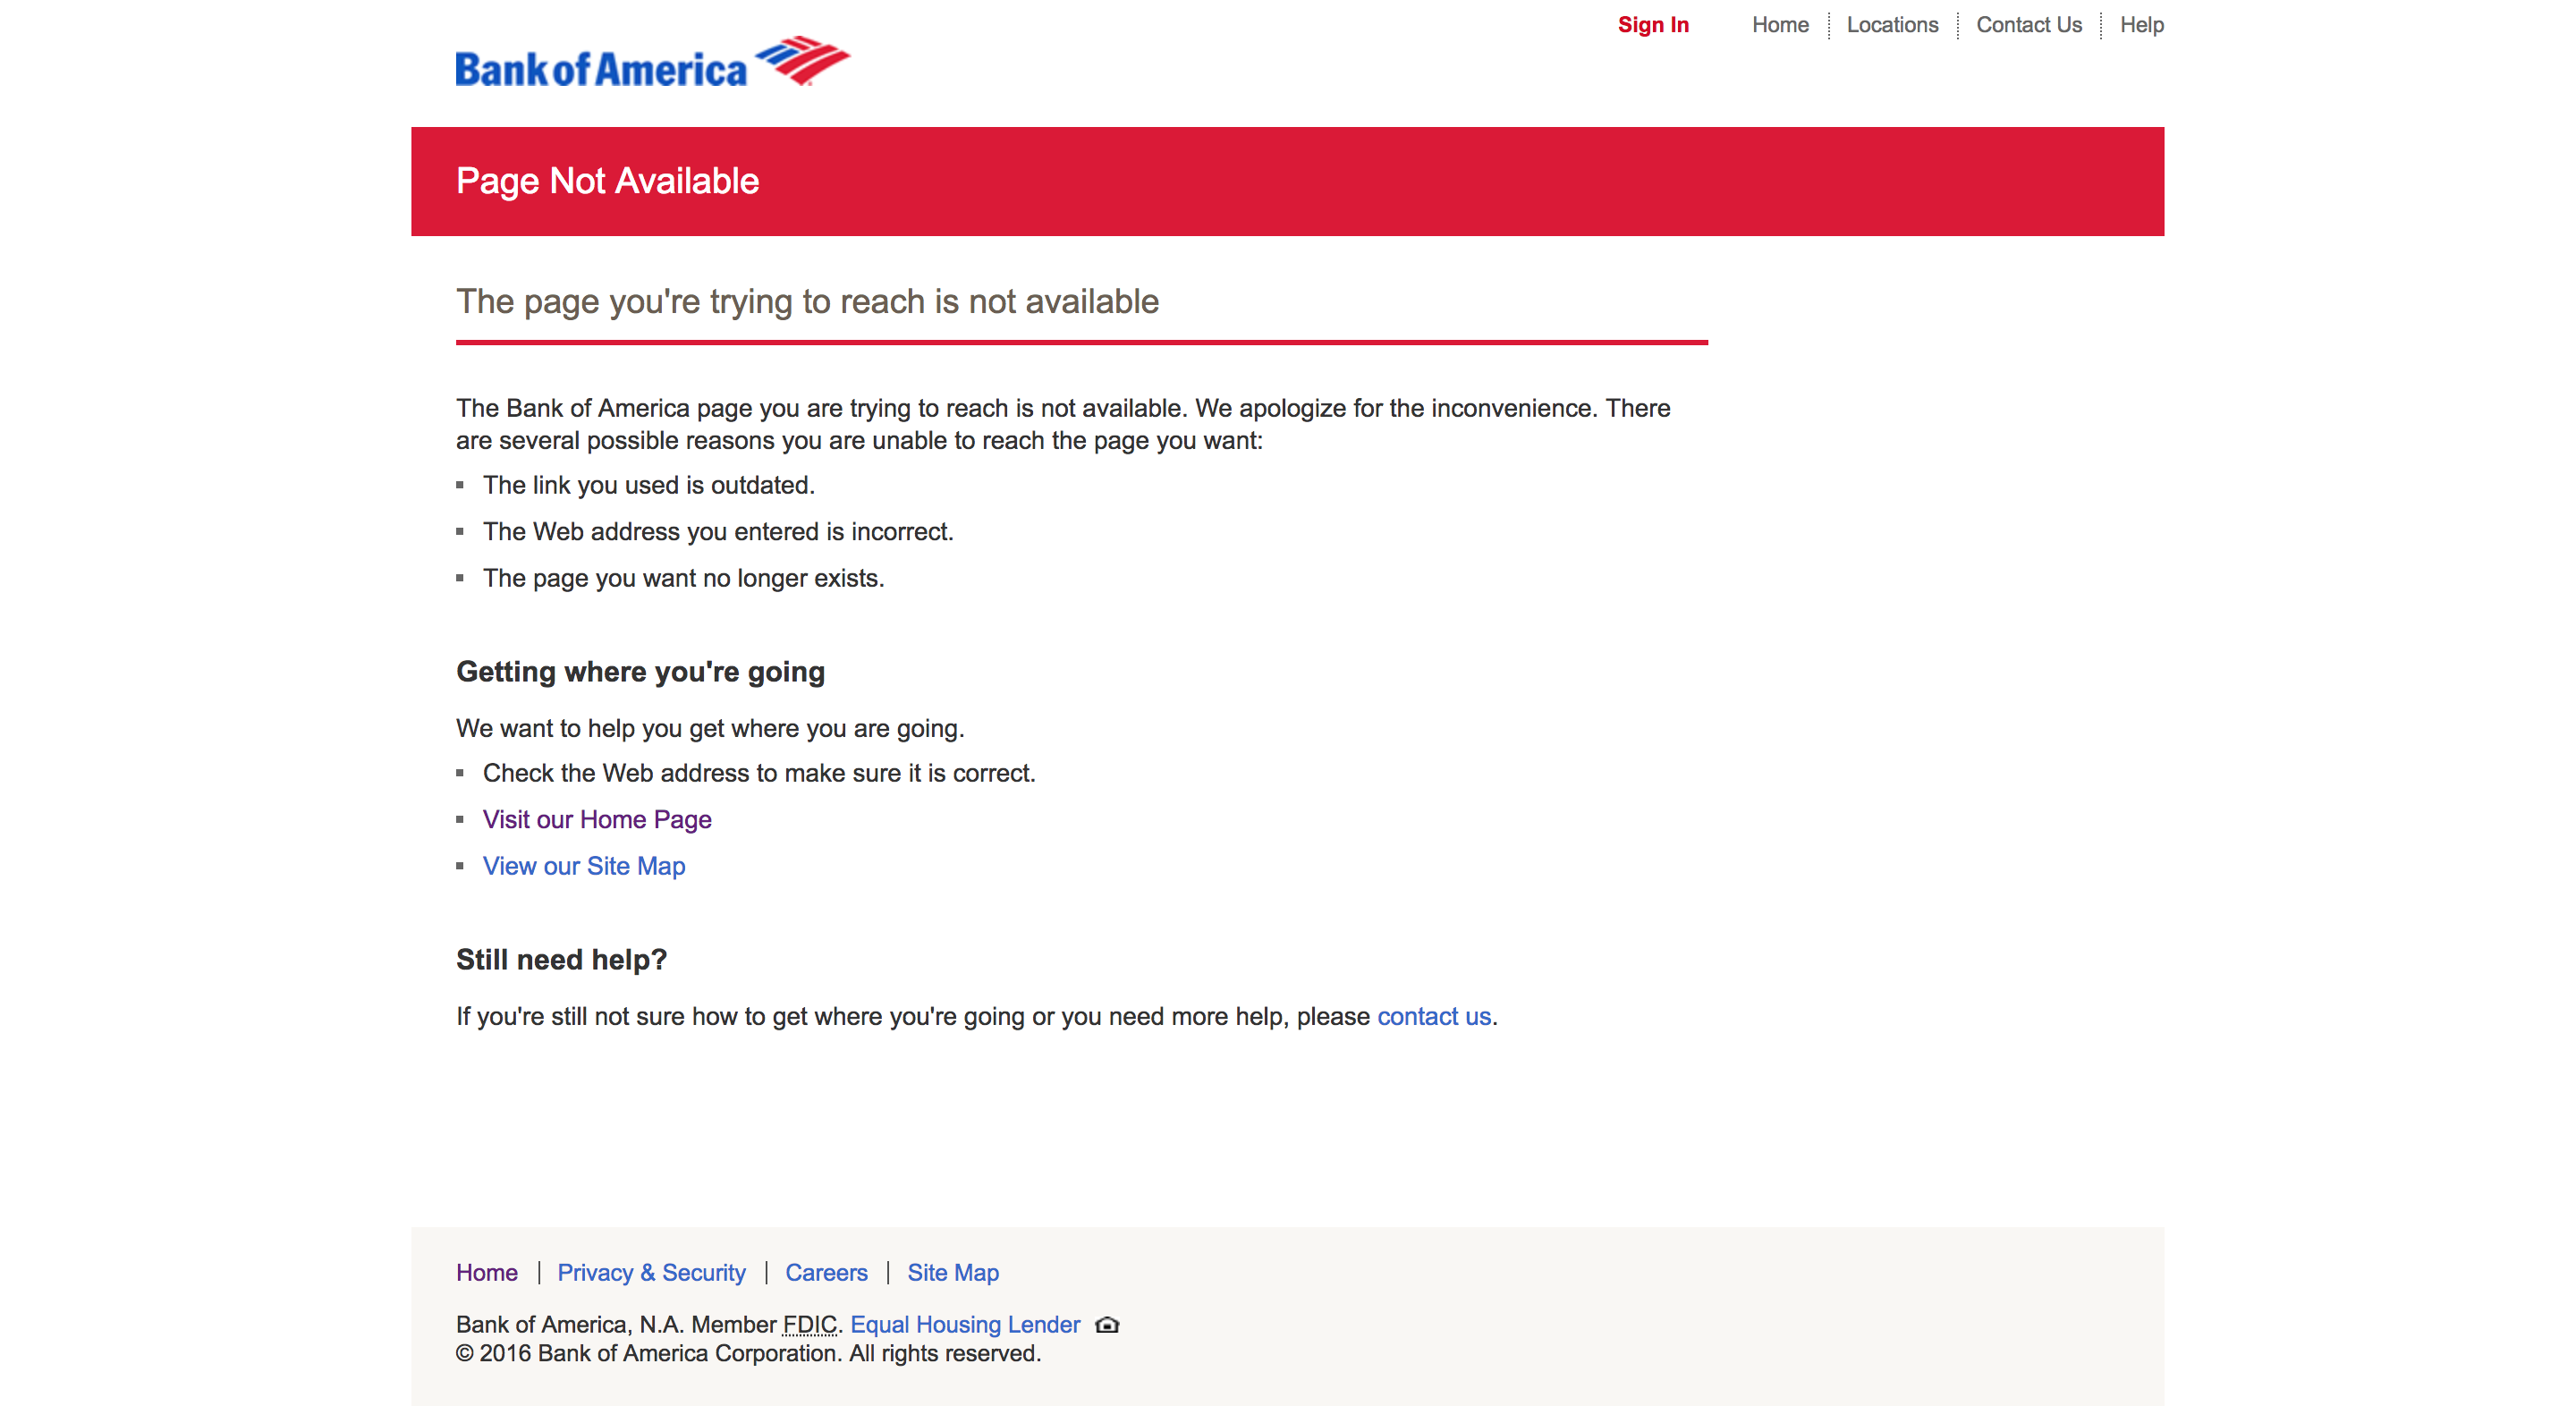 Sign In Home Locations Contact Us Help
Bank of America
Page Not Available
The page you're trying to reach is not available
The Bank of America page you are trying to reach is not available. We apologize for the inconvenience. There
are several possible reasons you are unable to reach the page you want:
The link you used is outdated.
The Web address you entered is incorrect.
The page you want no longer exists.
Getting where you're going
We want to help you get where you are going.
Check the Web address to make sure it is correct.
Visit our Home Page
View our Site Map
Still need help?
If you're still not sure how to get where you're going or you need more help, please contact us.
Home | Privacy & Security | Careers | Site Map
Bank of America, N.A. Member FDIC. Equal Housing Lender
© 2016 Bank of America Corporation. All rights reserved.